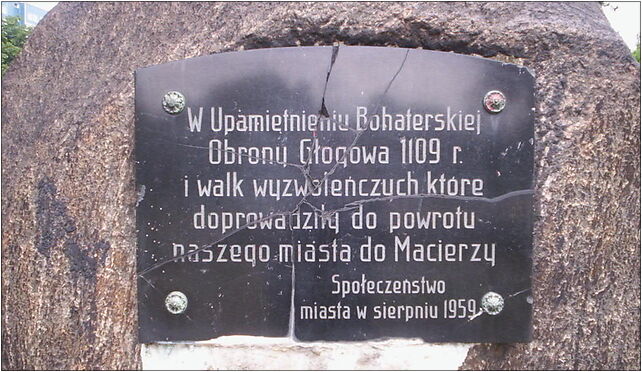 W Upamiętnieniu Bohaterskiej
Obrony Głogowa 1109 r.
i walk wyzwoleńczych które
doprowadziły do powrotu
naszego miasta do Macierzy
Społeczeństwo
miasta w sierpniu 1959